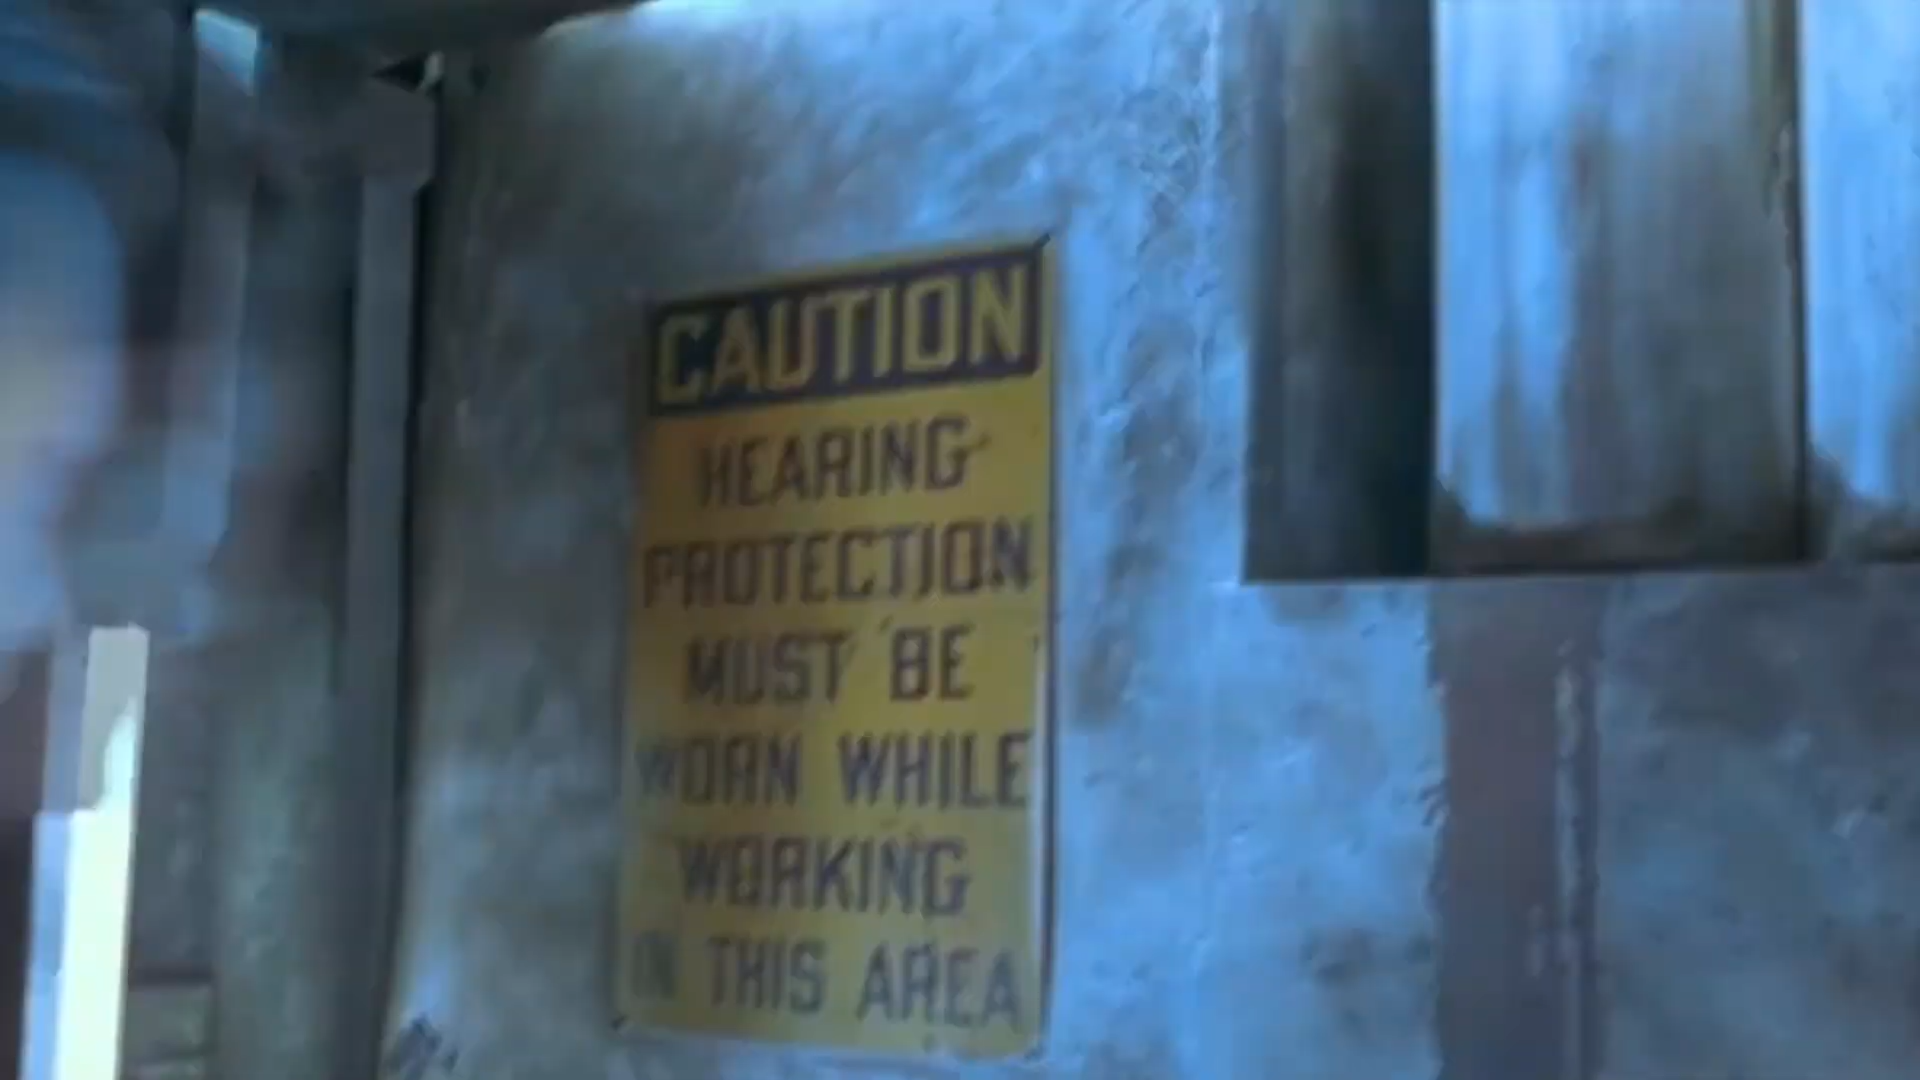 CAUTION
HEARING
PROTECTION
MUST BE
WORN WHILE
WORKING
IN THIS AREA